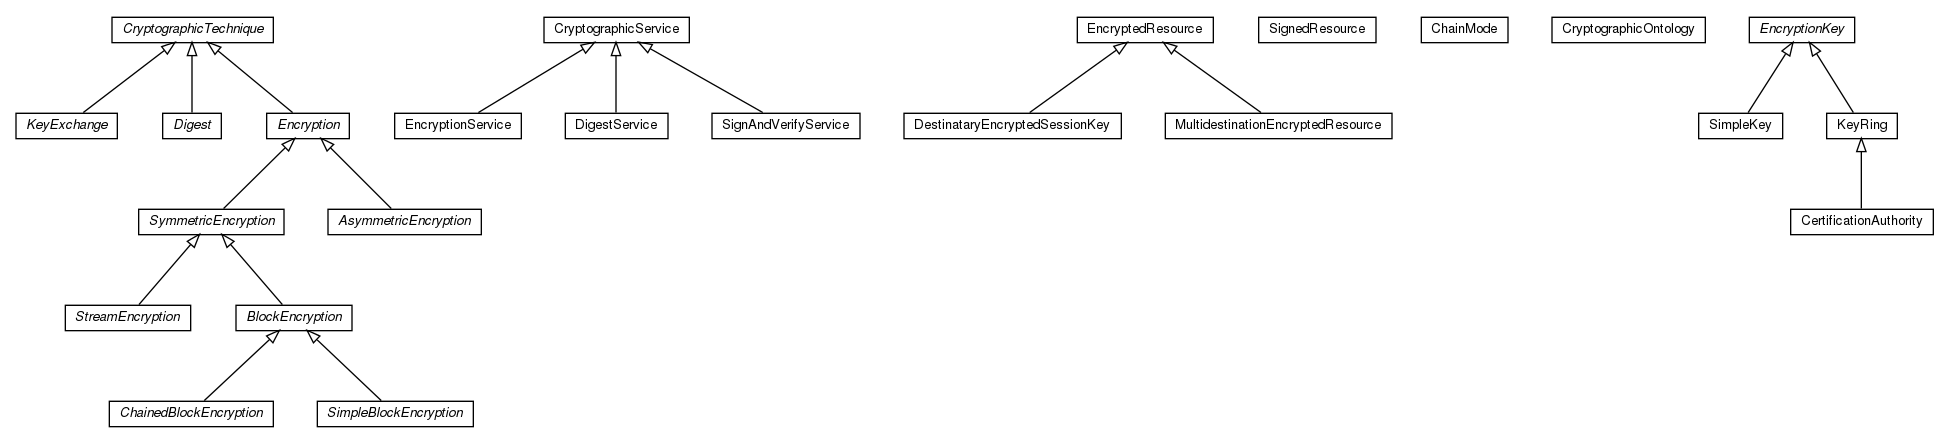 CryptographicTechnique
CryptographicService
EncryptedResource
SignedResource
ChainMode
CryptographicOntology
EncryptionKey
KeyExchange
Digest
Encryption
EncryptionService
DigestService
SignAndVerifyService
DestinataryEncryptedSessionKey
MultidestinationEncryptedResource
SimpleKey
KeyRing
SymmetricEncryption
AsymmetricEncryption
CertificationAuthority
StreamEncryption
BlockEncryption
ChainedBlockEncryption
SimpleBlockEncryption